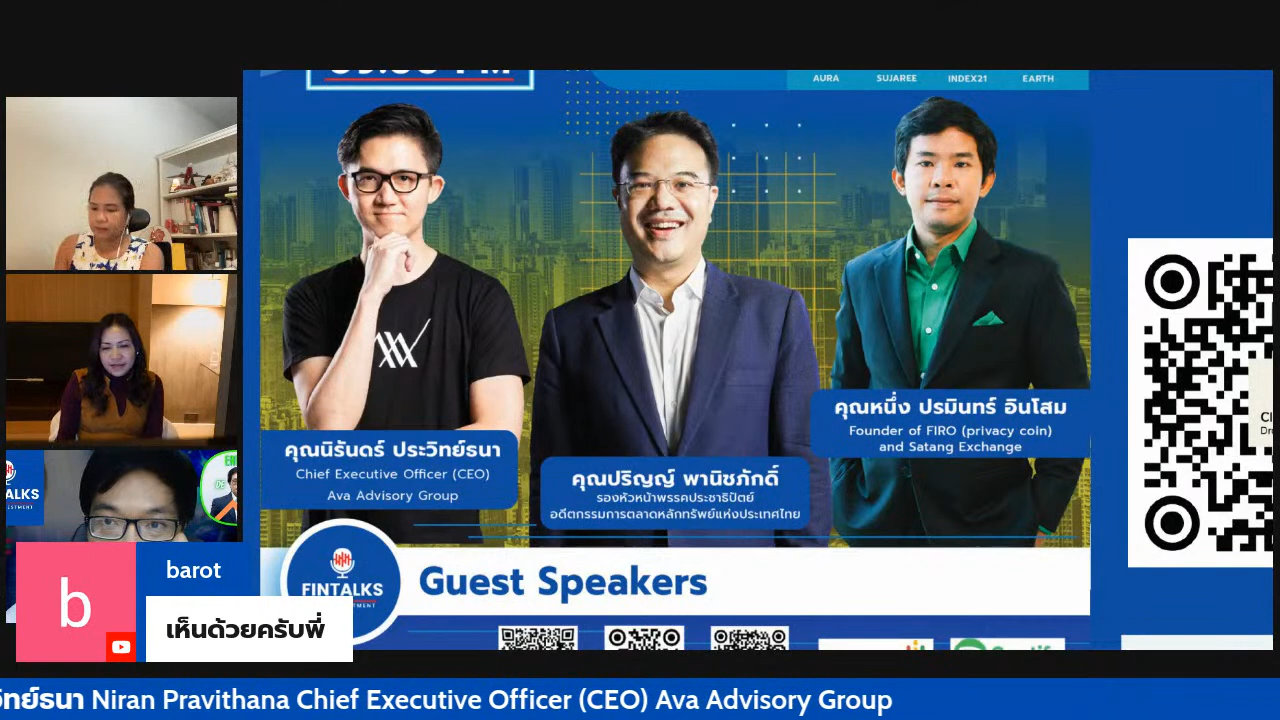 AURA SUJAREE INDEX21 EARTH
คุณนิรันดร์ ประวิทย์ธนา
Chief Executive Officer (CEO)
Ava Advisory Group
คุณปริญญ์ พานิชภักดิ์
รองหัวหน้าพรรคประชาธิปัตย์
อดีตกรรมการตลาดหลักทรัพย์แห่งประเทศไทย
คุณหนึ่ง ปรมินทร์ อินโสม
Founder of FIRO (privacy coin)
and Satang Exchange
FINTALKS
Guest Speakers
b
barot
เห็นด้วยครับพี่
วิทย์ธนา Niran Pravithana Chief Executive Officer (CEO) Ava Advisory Group